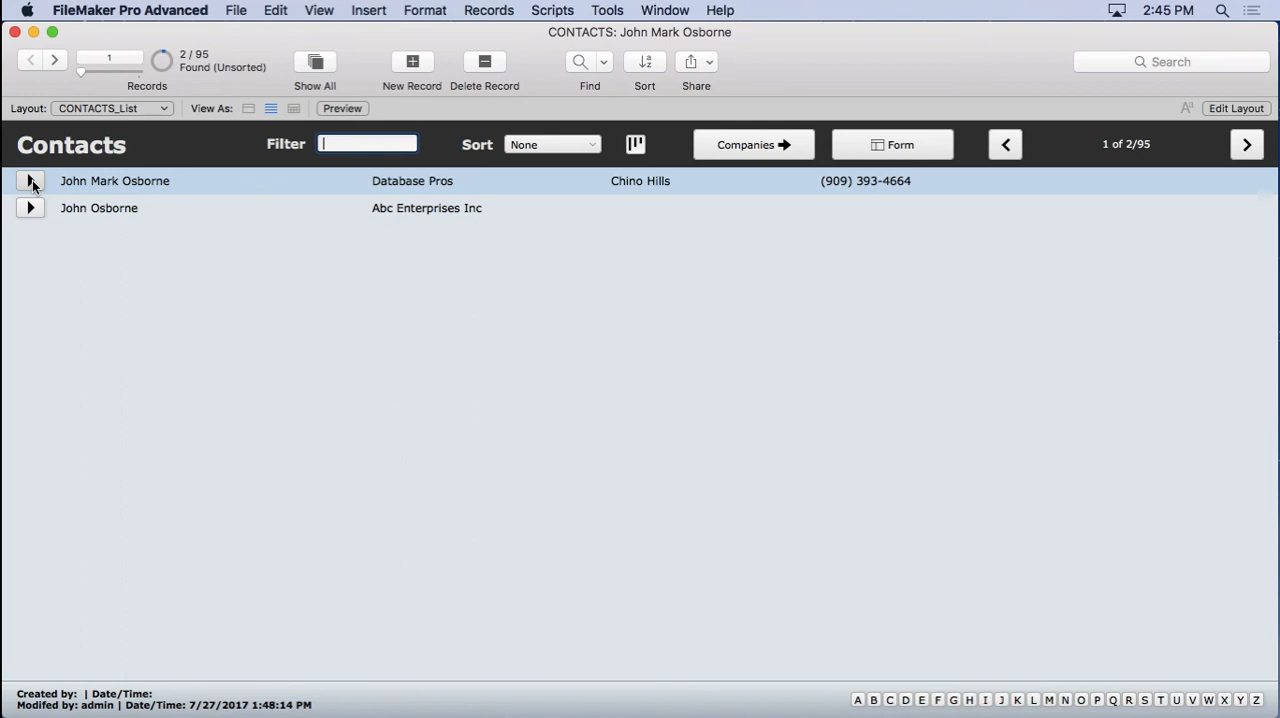 FileMaker Pro Advanced File Edit View Insert Format Records Scripts Tools Window Help 2:45 PM
CONTACTS: John Mark Osborne
1 2 / 95 Found (Unsorted) Search
Records Show All New Record Delete Record Find Sort Share
Layout: CONTACTS_List View As: Preview Aa Edit Layout
Contacts Filter Sort None Companies Form 1 of 2/95
John Mark Osborne Database Pros Chino Hills (909) 393-4664
John Osborne Abc Enterprises Inc
Created by: | Date/Time:
Modifed by: admin | Date/Time: 7/27/2017 1:48:14 PM
A B C D E F G H I J K L M N O P Q R S T U V W X Y Z